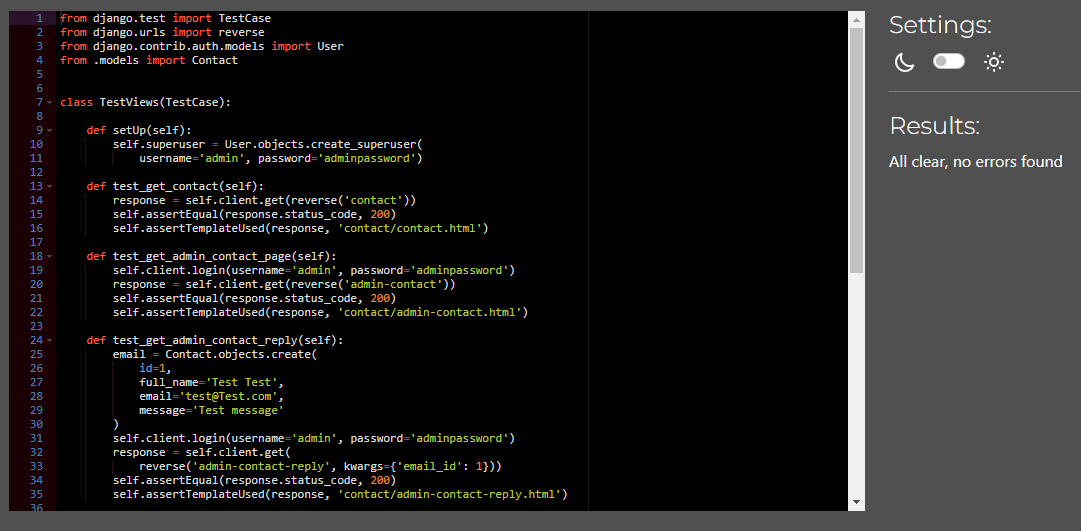 1 from django.test import TestCase
2 from django.urls import reverse
3 from django.contrib.auth.models import User
4 from .models import Contact
5
6
7 class TestViews(TestCase):
8
9     def setUp(self):
10         self.superuser = User.objects.create_superuser(
11             username='admin', password='adminpassword')
12
13     def test_get_contact(self):
14         response = self.client.get(reverse('contact'))
15         self.assertEqual(response.status_code, 200)
16         self.assertTemplateUsed(response, 'contact/contact.html')
17
18     def test_get_admin_contact_page(self):
19         self.client.login(username='admin', password='adminpassword')
20         response = self.client.get(reverse('admin-contact'))
21         self.assertEqual(response.status_code, 200)
22         self.assertTemplateUsed(response, 'contact/admin-contact.html')
23
24     def test_get_admin_contact_reply(self):
25         email = Contact.objects.create(
26             id=1,
27             full_name='Test Test',
28             email='test@Test.com',
29             message='Test message'
30         )
31         self.client.login(username='admin', password='adminpassword')
32         response = self.client.get(
33             reverse('admin-contact-reply', kwargs={'email_id': 1}))
34         self.assertEqual(response.status_code, 200)
35         self.assertTemplateUsed(response, 'contact/admin-contact-reply.html')
36
Settings:
Results:
All clear, no errors found